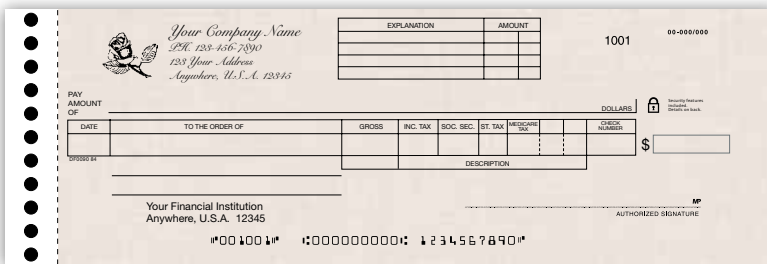 Your Company Name
PH. 123-456-7890
123 Your Address
Anywhere, U.S.A. 12345
EXPLANATION AMOUNT
1001
00-000/000
PAY
AMOUNT
OF
DOLLARS
Security features
included.
Details on back.
DATE TO THE ORDER OF GROSS INC. TAX SOC. SEC. ST. TAX MEDICARE TAX CHECK NUMBER
$
DF0090 84
DESCRIPTION
Your Financial Institution
Anywhere, U.S.A. 12345
MP
AUTHORIZED SIGNATURE
⑈001001⑈ ⑆000000000⑆ 1234567890⑈